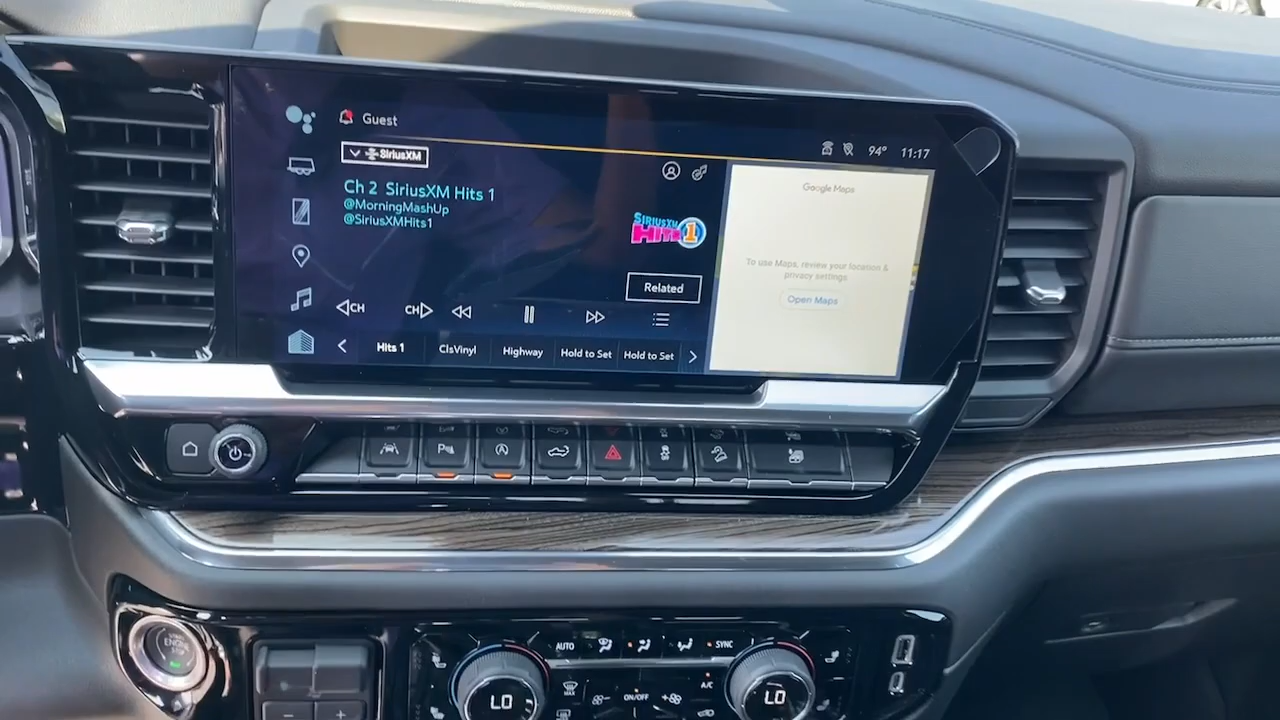 Guest
94° 11:17
SiriusXM
Ch 2 SiriusXM Hits 1
@MorningMashUp
@SiriusXMHits1
SIRIUSXM
HITS 1
Related
CH
CH
Hits 1
ClsVinyl
Highway
Hold to Set
Hold to Set
Google Maps
To use Maps, review your location &
privacy settings.
Open Maps
ENGINE
AUTO
SYNC
MAX
ON/OFF
A/C
LO
LO